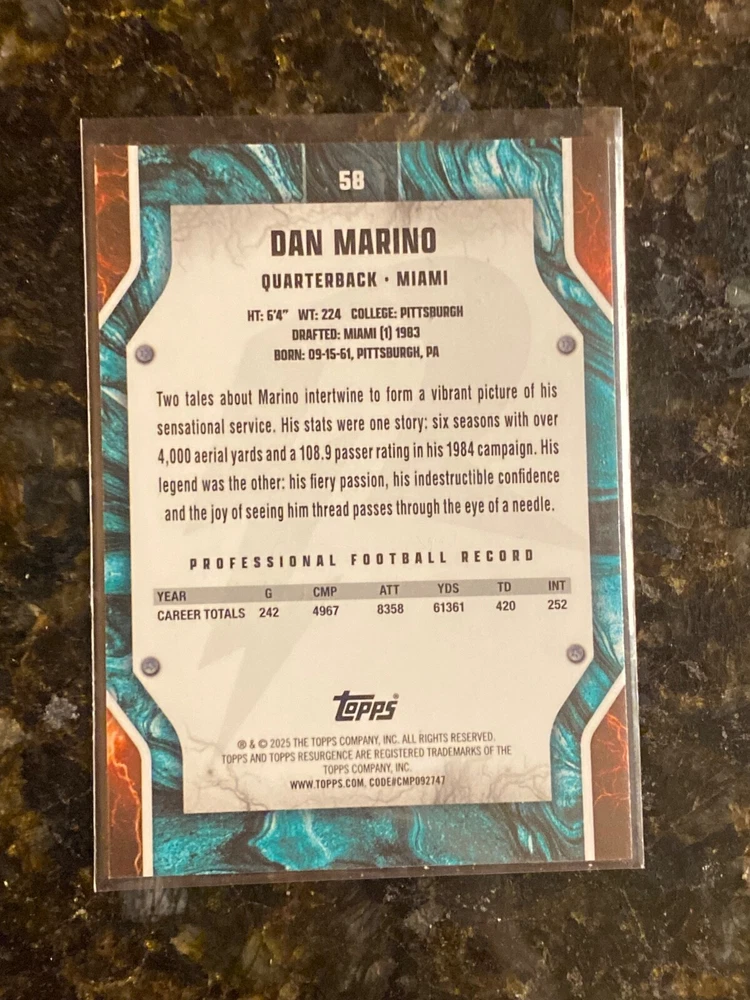 58
DAN MARINO
QUARTERBACK • MIAMI
HT: 6'4" WT: 224 COLLEGE: PITTSBURGH
DRAFTED: MIAMI (1) 1983
BORN: 09-15-61, PITTSBURGH, PA
Two tales about Marino intertwine to form a vibrant picture of his
sensational service. His stats were one story: six seasons with over
4,000 aerial yards and a 108.9 passer rating in his 1984 campaign. His
legend was the other: his fiery passion, his indestructible confidence
and the joy of seeing him thread passes through the eye of a needle.
PROFESSIONAL FOOTBALL RECORD
YEAR G CMP ATT YDS TD INT
CAREER TOTALS 242 4967 8358 61361 420 252
Topps®
® & © 2025 THE TOPPS COMPANY, INC. ALL RIGHTS RESERVED.
TOPPS AND TOPPS RESURGENCE ARE REGISTERED TRADEMARKS OF THE
TOPPS COMPANY, INC.
WWW.TOPPS.COM. CODE#CMP092747